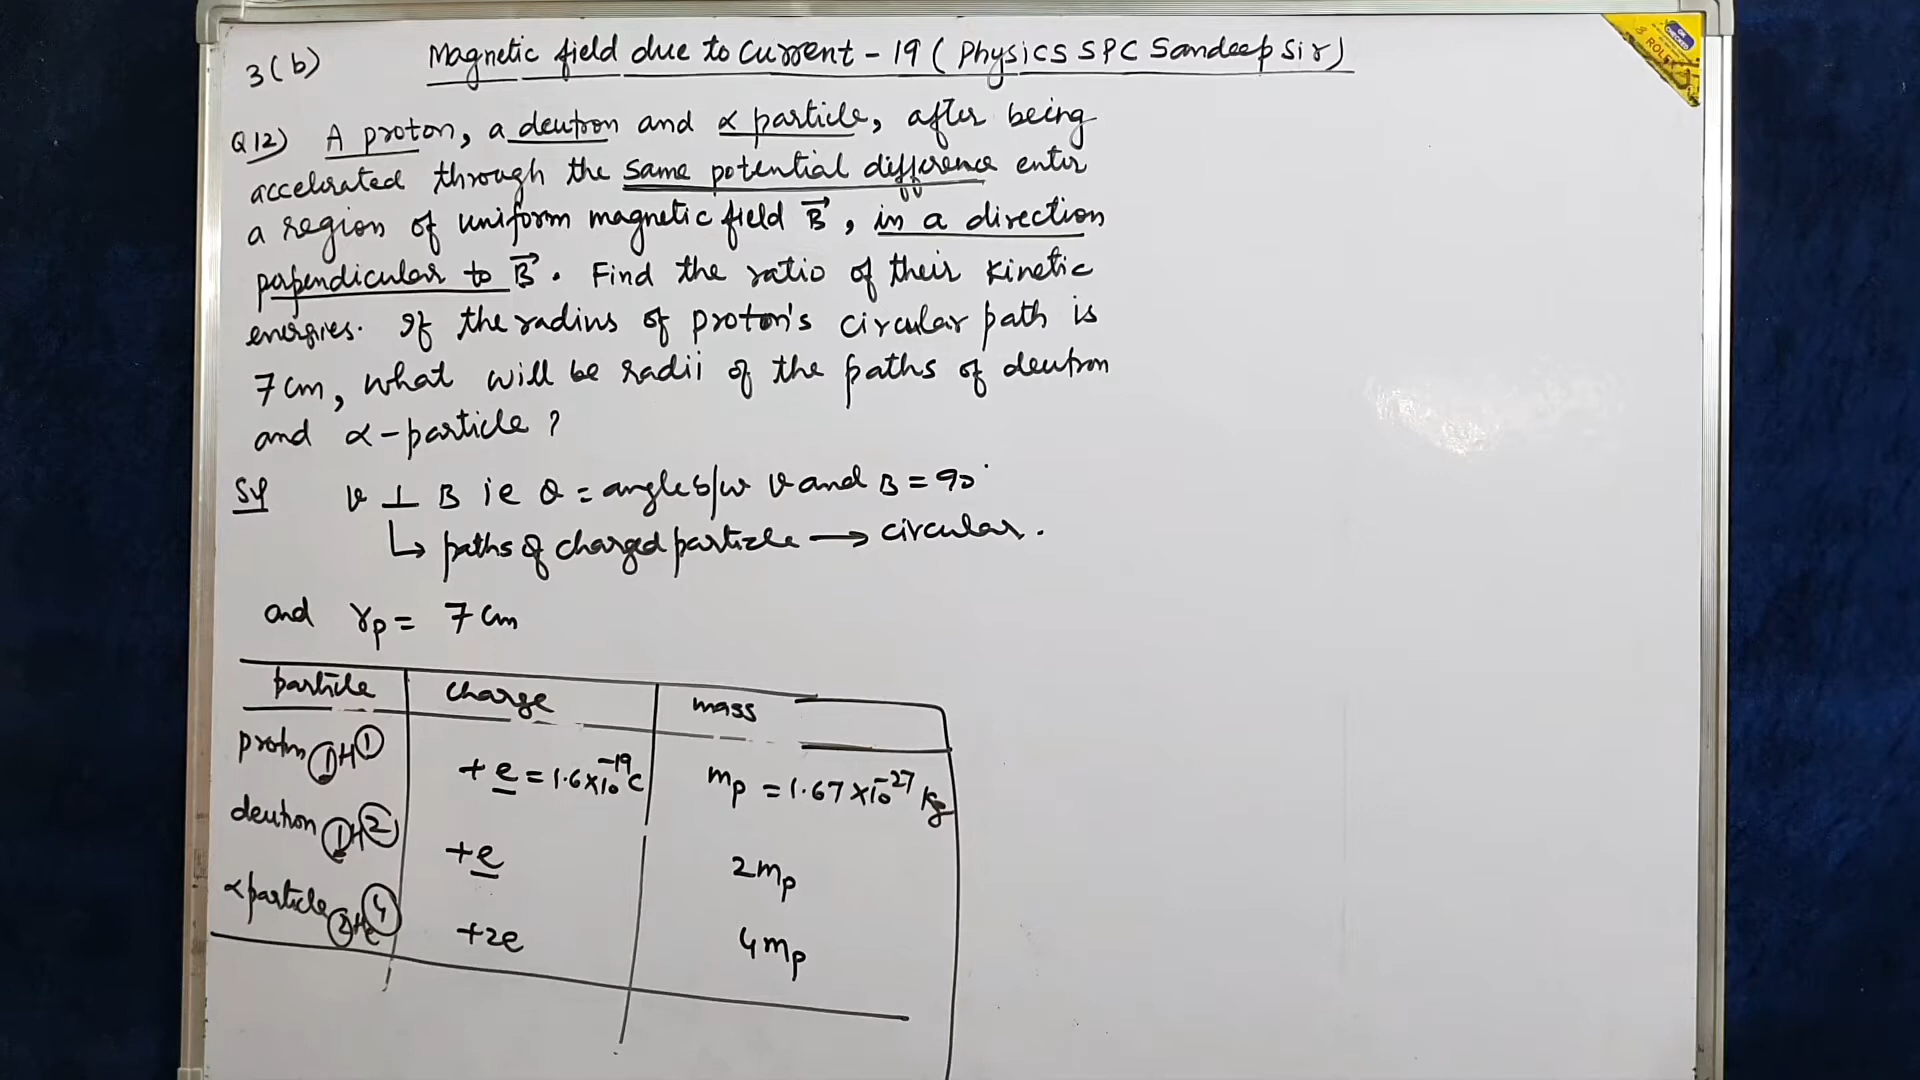 3(b) Magnetic field due to Current - 19 (Physics SPC Sandeep Sir)
Q12) A proton, a deutron and α particle, after being
accelerated through the same potential difference enter
a region of uniform magnetic field B⃗, in a direction
perpendicular to B⃗. Find the ratio of their kinetic
energies. If the radius of proton's circular path is
7 cm, what will be radii of the paths of deutron
and α-particle?
Sol v ⊥ B ie θ = angle b/w v and B = 90°
↳ paths of charged particle → circular.
and rp = 7 cm
particle charge mass
proton ₁H¹ +e = 1.6×10⁻¹⁹C mp = 1.67×10⁻²⁷ Kg
deutron ₁H² +e 2mp
α particle ₂He⁴ +2e 4mp